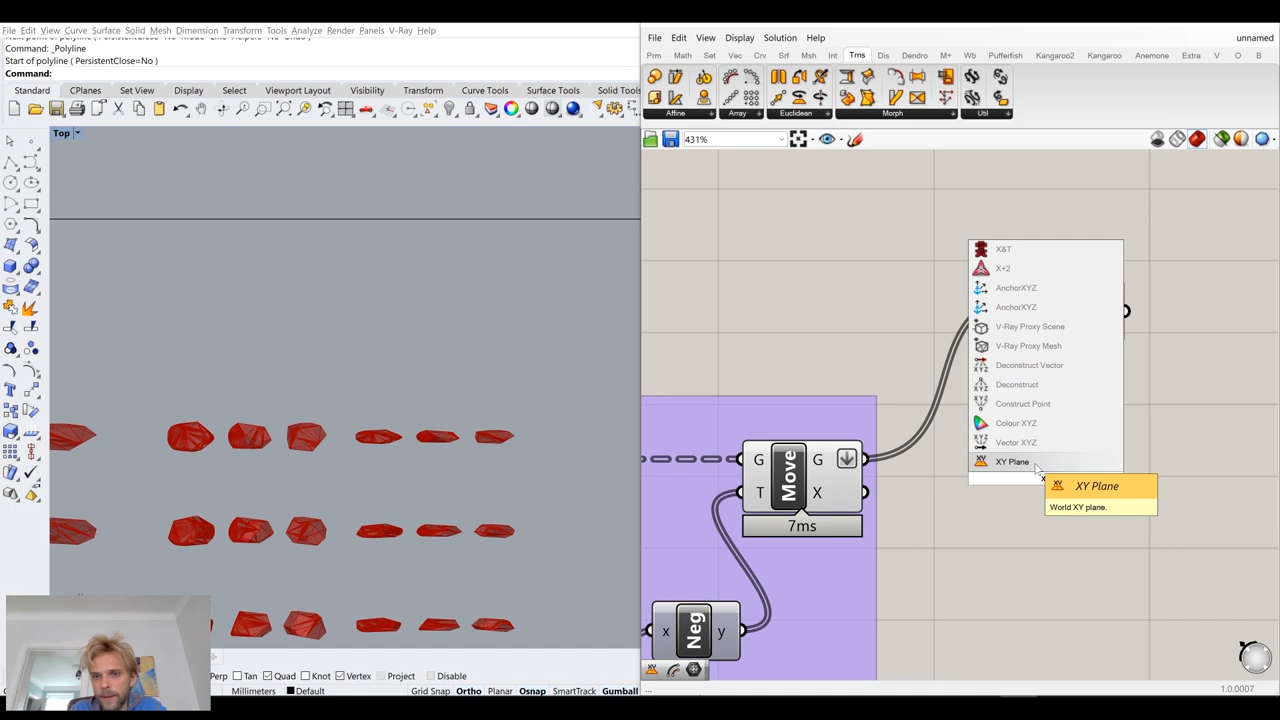 File Edit View Curve Surface Solid Mesh Dimension Transform Tools Analyze Render Panels V-Ray Help
Command: _Polyline
Start of polyline ( PersistentClose=No )
Command:
Standard CPlanes Set View Display Select Viewport Layout Visibility Transform Curve Tools Surface Tools Solid Tools
Top
Perp Tan Quad Knot Vertex Project Disable
Millimeters Default Grid Snap Ortho Planar Osnap SmartTrack Gumball
File Edit View Display Solution Help unnamed
Prm Math Set Vec Crv Srf Msh Int Trns Dis Dendro M+ Wb Pufferfish Kangaroo2 Kangaroo Anemone Extra V O B
Affine Array Euclidean Morph Util
431%
X&T
X+2
AnchorXYZ
AnchorXYZ
V-Ray Proxy Scene
V-Ray Proxy Mesh
Deconstruct Vector
Deconstruct
Construct Point
Colour XYZ
Vector XYZ
XY Plane
XY Plane
World XY plane.
G Move G
T X
7ms
x Neg y
...
1.0.0007